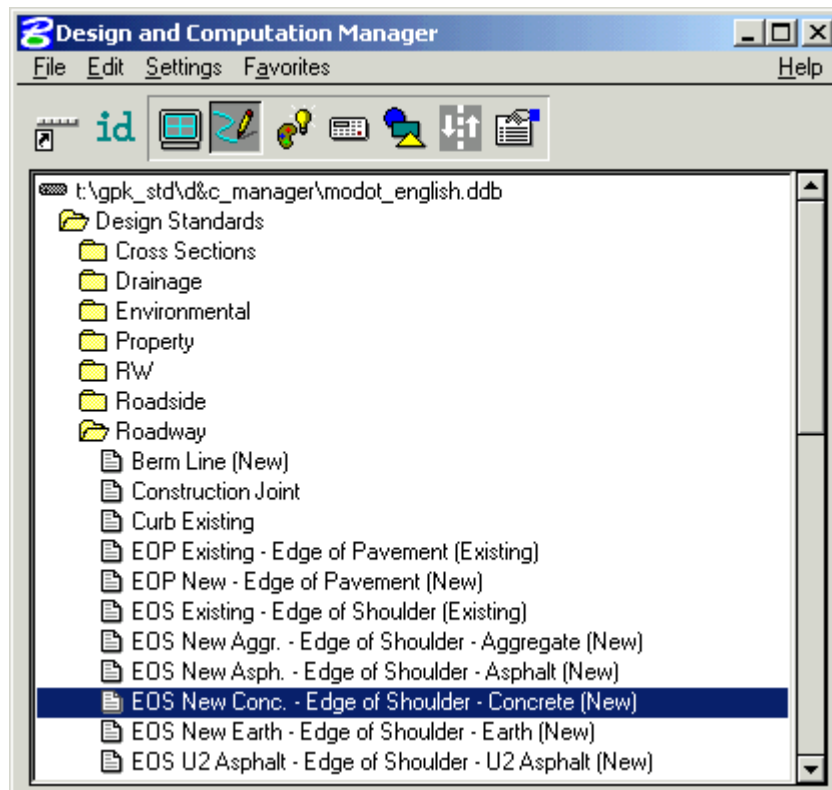 Design and Computation Manager
File Edit Settings Favorites Help
id
t:\gpk_std\d&c_manager\modot_english.ddb
Design Standards
Cross Sections
Drainage
Environmental
Property
RW
Roadside
Roadway
Berm Line (New)
Construction Joint
Curb Existing
EOP Existing - Edge of Pavement (Existing)
EOP New - Edge of Pavement (New)
EOS Existing - Edge of Shoulder (Existing)
EOS New Aggr. - Edge of Shoulder - Aggregate (New)
EOS New Asph. - Edge of Shoulder - Asphalt (New)
EOS New Conc. - Edge of Shoulder - Concrete (New)
EOS New Earth - Edge of Shoulder - Earth (New)
EOS U2 Asphalt - Edge of Shoulder - U2 Asphalt (New)